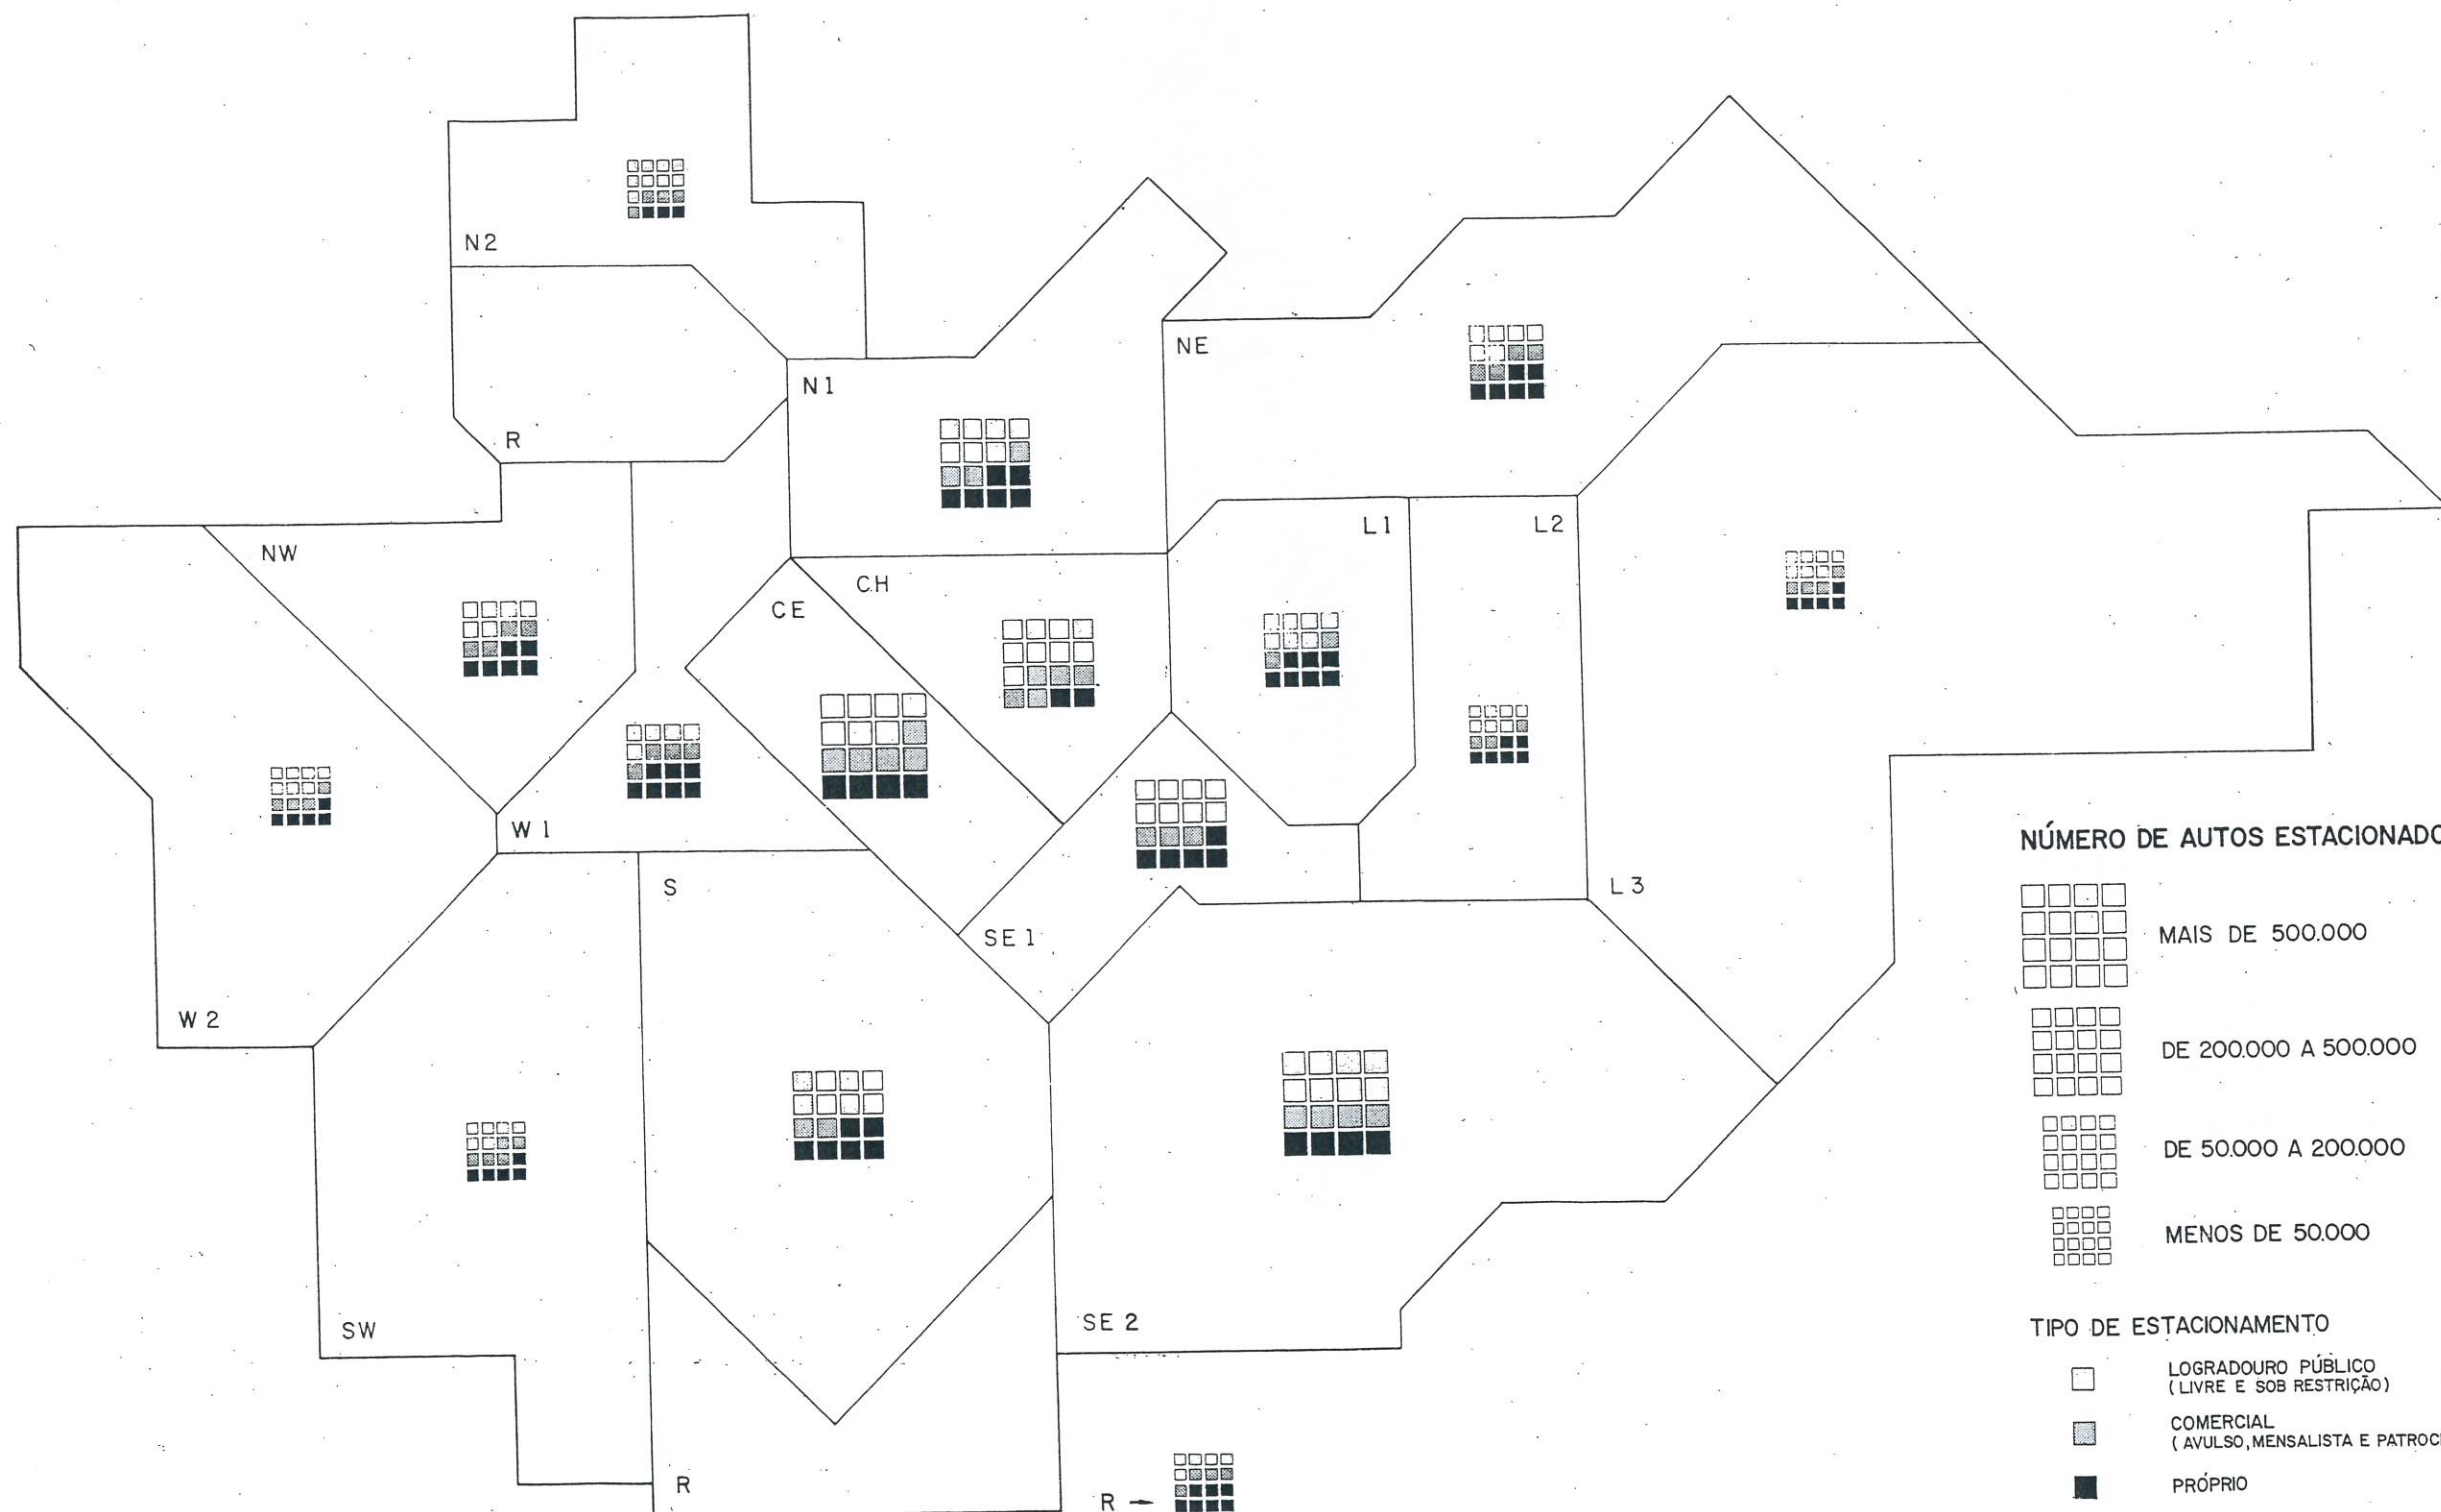 N2
R
N1
NE
L1
L2
NW
CH
CE
W1
S
L3
SE1
W2
SW
SE2
R
R
NÚMERO DE AUTOS ESTACIONADO
MAIS DE 500.000
DE 200.000 A 500.000
DE 50.000 A 200.000
MENOS DE 50.000
TIPO DE ESTACIONAMENTO
LOGRADOURO PÚBLICO
(LIVRE E SOB RESTRIÇÃO)
COMERCIAL
(AVULSO, MENSALISTA E PATROC
PRÓPRIO